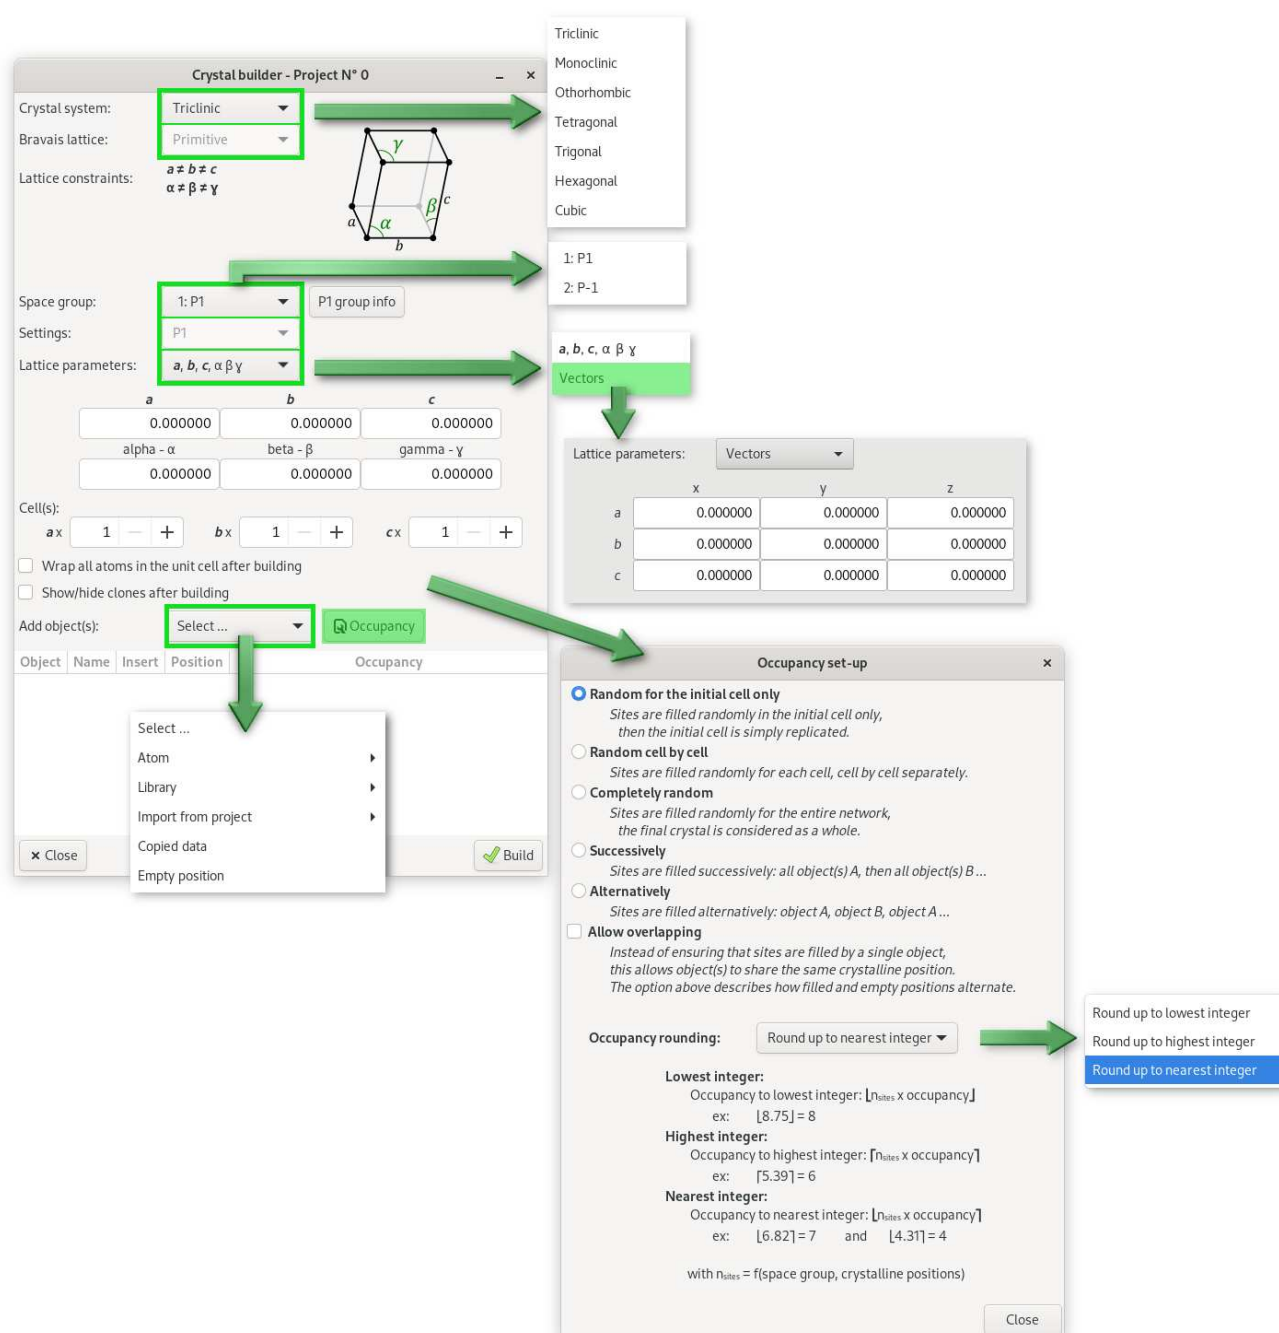 Triclinic
Monoclinic
Othorhombic
Tetragonal
Trigonal
Hexagonal
Cubic
Crystal builder - Project N° 0
Crystal system: Triclinic
Bravais lattice: Primitive
Lattice constraints: a ≠ b ≠ c
α ≠ β ≠ γ
γ
a α b β c
1: P1
2: P-1
Space group: 1: P1 P1 group info
Settings: P1
Lattice parameters: a, b, c, α β γ
a, b, c, α β γ
Vectors
a b c
0.000000 0.000000 0.000000
alpha - α beta - β gamma - γ
0.000000 0.000000 0.000000
Lattice parameters: Vectors
x y z
a 0.000000 0.000000 0.000000
b 0.000000 0.000000 0.000000
c 0.000000 0.000000 0.000000
Cell(s):
a x 1 − + b x 1 − + c x 1 − +
Wrap all atoms in the unit cell after building
Show/hide clones after building
Add object(s): Select ... Occupancy
Object Name Insert Position Occupancy
Select ...
Atom
Library
Import from project
Copied data
Empty position
Close Build
Occupancy set-up
Random for the initial cell only
Sites are filled randomly in the initial cell only,
then the initial cell is simply replicated.
Random cell by cell
Sites are filled randomly for each cell, cell by cell separately.
Completely random
Sites are filled randomly for the entire network,
the final crystal is considered as a whole.
Successively
Sites are filled successively: all object(s) A, then all object(s) B ...
Alternatively
Sites are filled alternatively: object A, object B, object A ...
Allow overlapping
Instead of ensuring that sites are filled by a single object,
this allows object(s) to share the same crystalline position.
The option above describes how filled and empty positions alternate.
Occupancy rounding: Round up to nearest integer
Round up to lowest integer
Round up to highest integer
Round up to nearest integer
Lowest integer:
Occupancy to lowest integer: ⌊nsites x occupancy⌋
ex: ⌊8.75⌋ = 8
Highest integer:
Occupancy to highest integer: ⌈nsites x occupancy⌉
ex: ⌈5.39⌉ = 6
Nearest integer:
Occupancy to nearest integer: ⌊nsites x occupancy⌉
ex: ⌊6.82⌉ = 7 and ⌊4.31⌉ = 4
with nsites = f(space group, crystalline positions)
Close